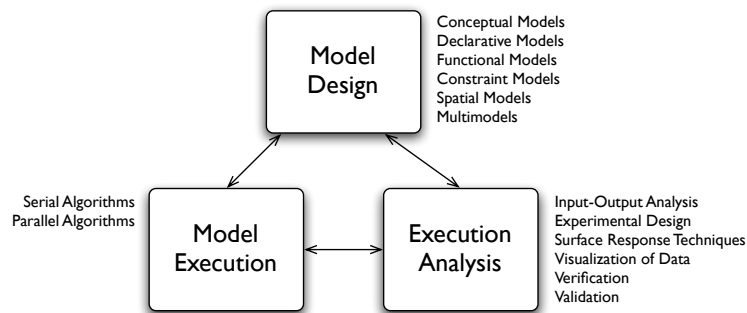 Model
Design
Conceptual Models
Declarative Models
Functional Models
Constraint Models
Spatial Models
Multimodels
Serial Algorithms
Parallel Algorithms
Model
Execution
Execution
Analysis
Input-Output Analysis
Experimental Design
Surface Response Techniques
Visualization of Data
Verification
Validation